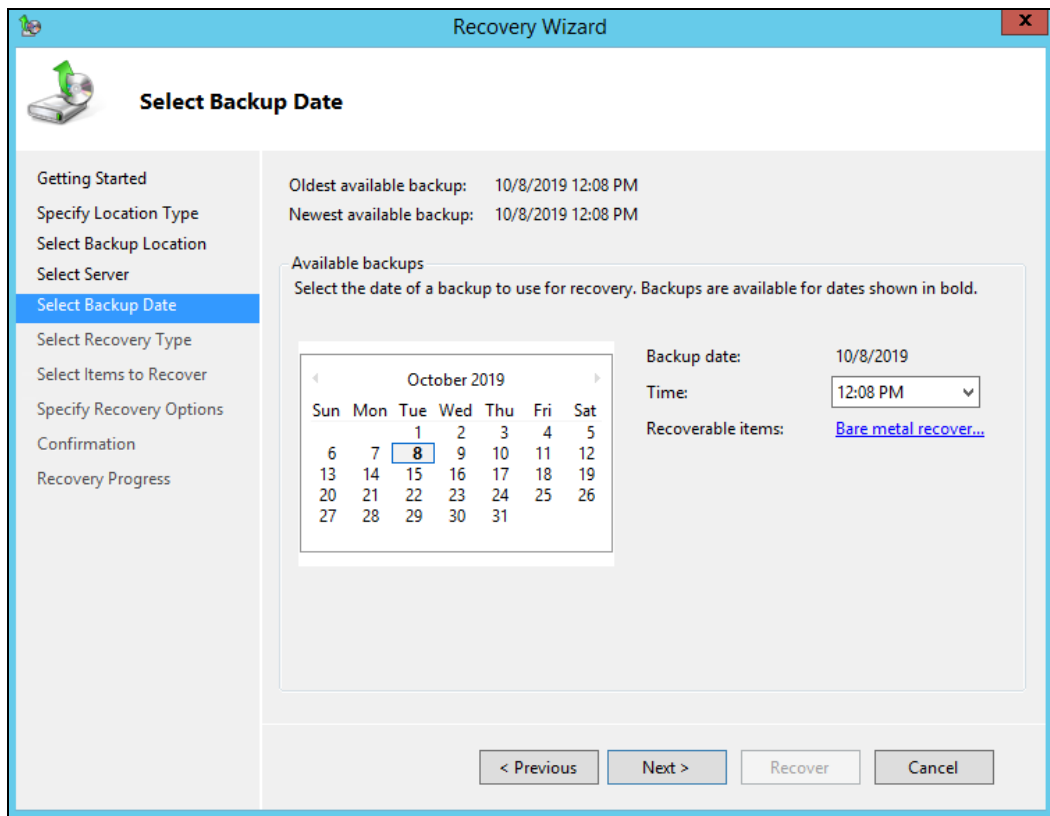 Recovery Wizard
X
Select Backup Date
Getting Started
Specify Location Type
Select Backup Location
Select Server
Select Backup Date
Select Recovery Type
Select Items to Recover
Specify Recovery Options
Confirmation
Recovery Progress
Oldest available backup: 10/8/2019 12:08 PM
Newest available backup: 10/8/2019 12:08 PM
Available backups
Select the date of a backup to use for recovery. Backups are available for dates shown in bold.
October 2019
Sun Mon Tue Wed Thu Fri Sat
1 2 3 4 5
6 7 8 9 10 11 12
13 14 15 16 17 18 19
20 21 22 23 24 25 26
27 28 29 30 31
Backup date: 10/8/2019
Time: 12:08 PM
Recoverable items: Bare metal recover...
< Previous Next > Recover Cancel